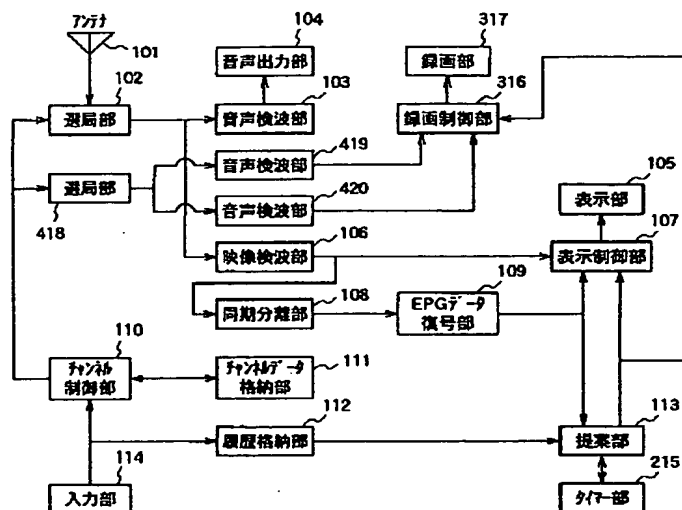 アンテナ
101
102
選局部
104
音声出力部
103
音声検波部
317
録画部
316
録画制御部
選局部
418
419
音声検波部
420
音声検波部
105
表示部
106
映像検波部
107
表示制御部
108
同期分離部
109
EPGデータ
復号部
110
チャンネル
制御部
111
チャンネルデータ
格納部
112
履歴格納部
113
提案部
114
入力部
215
タイマー部